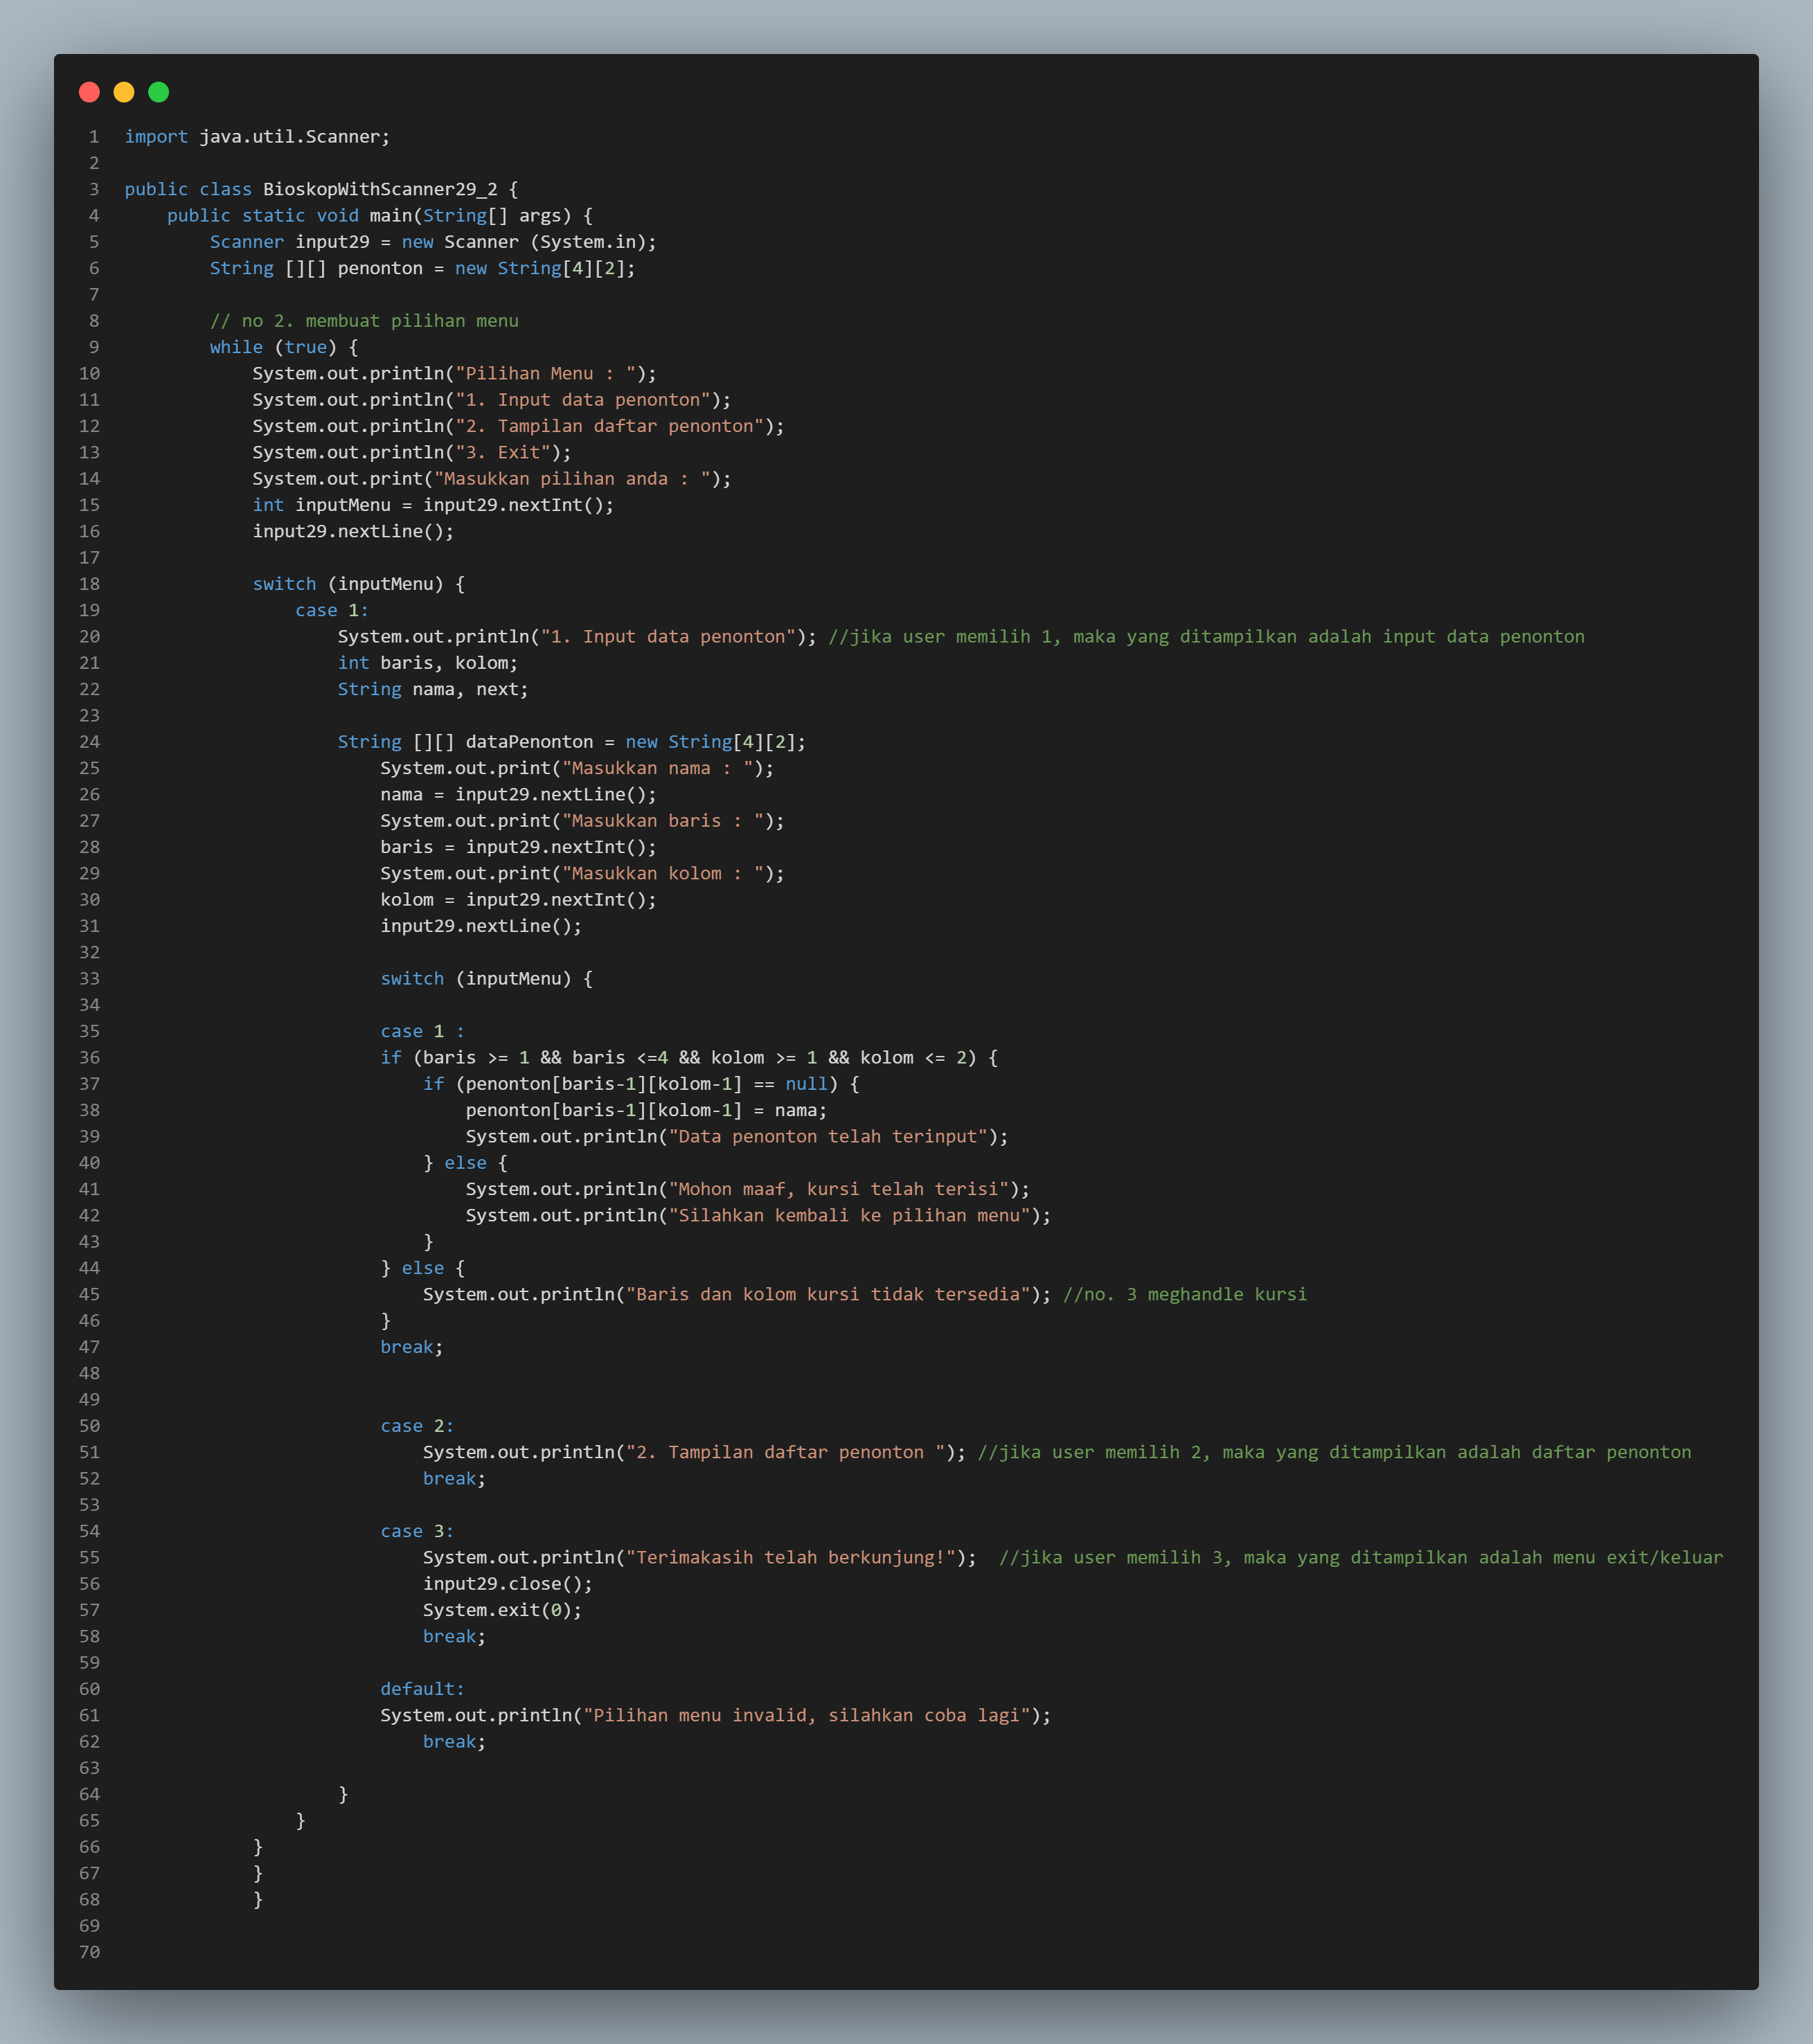 1 import java.util.Scanner;
2
3 public class BioskopWithScanner29_2 {
4     public static void main(String[] args) {
5         Scanner input29 = new Scanner (System.in);
6         String [][] penonton = new String[4][2];
7
8         // no 2. membuat pilihan menu
9         while (true) {
10             System.out.println("Pilihan Menu : ");
11             System.out.println("1. Input data penonton");
12             System.out.println("2. Tampilan daftar penonton");
13             System.out.println("3. Exit");
14             System.out.print("Masukkan pilihan anda : ");
15             int inputMenu = input29.nextInt();
16             input29.nextLine();
17
18             switch (inputMenu) {
19                 case 1:
20                     System.out.println("1. Input data penonton"); //jika user memilih 1, maka yang ditampilkan adalah input data penonton
21                     int baris, kolom;
22                     String nama, next;
23
24                     String [][] dataPenonton = new String[4][2];
25                         System.out.print("Masukkan nama : ");
26                         nama = input29.nextLine();
27                         System.out.print("Masukkan baris : ");
28                         baris = input29.nextInt();
29                         System.out.print("Masukkan kolom : ");
30                         kolom = input29.nextInt();
31                         input29.nextLine();
32
33                         switch (inputMenu) {
34
35                         case 1 :
36                         if (baris >= 1 && baris <=4 && kolom >= 1 && kolom <= 2) {
37                             if (penonton[baris-1][kolom-1] == null) {
38                                 penonton[baris-1][kolom-1] = nama;
39                                 System.out.println("Data penonton telah terinput");
40                             } else {
41                                 System.out.println("Mohon maaf, kursi telah terisi");
42                                 System.out.println("Silahkan kembali ke pilihan menu");
43                             }
44                         } else {
45                             System.out.println("Baris dan kolom kursi tidak tersedia"); //no. 3 meghandle kursi
46                         }
47                         break;
48
49
50                         case 2:
51                             System.out.println("2. Tampilan daftar penonton "); //jika user memilih 2, maka yang ditampilkan adalah daftar penonton
52                             break;
53
54                         case 3:
55                             System.out.println("Terimakasih telah berkunjung!");  //jika user memilih 3, maka yang ditampilkan adalah menu exit/keluar
56                             input29.close();
57                             System.exit(0);
58                             break;
59
60                         default:
61                         System.out.println("Pilihan menu invalid, silahkan coba lagi");
62                             break;
63
64                     }
65                 }
66             }
67             }
68             }
69
70